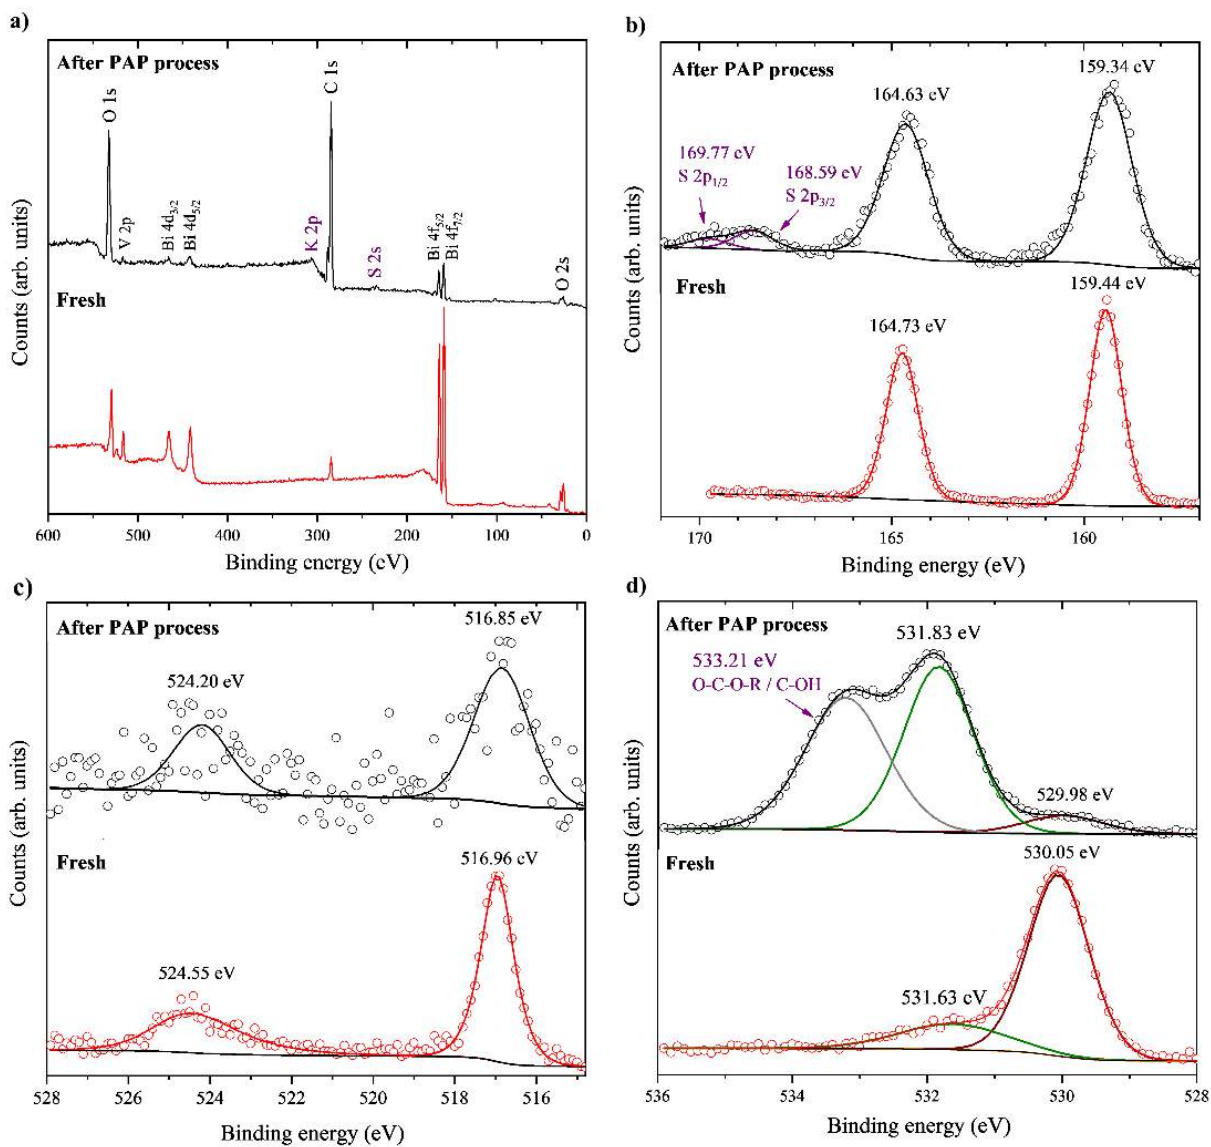 a)
After PAP process
O 1s
V 2p
Bi 4d3/2
Bi 4d5/2
K 2p
C 1s
S 2s
Bi 4f5/2
Bi 4f7/2
O 2s
Fresh
Counts (arb. units)
600 500 400 300 200 100 0
Binding energy (eV)
b)
After PAP process
159.34 eV
164.63 eV
169.77 eV
S 2p1/2
168.59 eV
S 2p3/2
Fresh
159.44 eV
164.73 eV
Counts (arb. units)
170 165 160
Binding energy (eV)
c)
After PAP process
516.85 eV
524.20 eV
Fresh
516.96 eV
524.55 eV
Counts (arb. units)
528 526 524 522 520 518 516
Binding energy (eV)
d)
After PAP process
531.83 eV
533.21 eV
O-C-O-R / C-OH
529.98 eV
Fresh
530.05 eV
531.63 eV
Counts (arb. units)
536 534 532 530 528
Binding energy (eV)